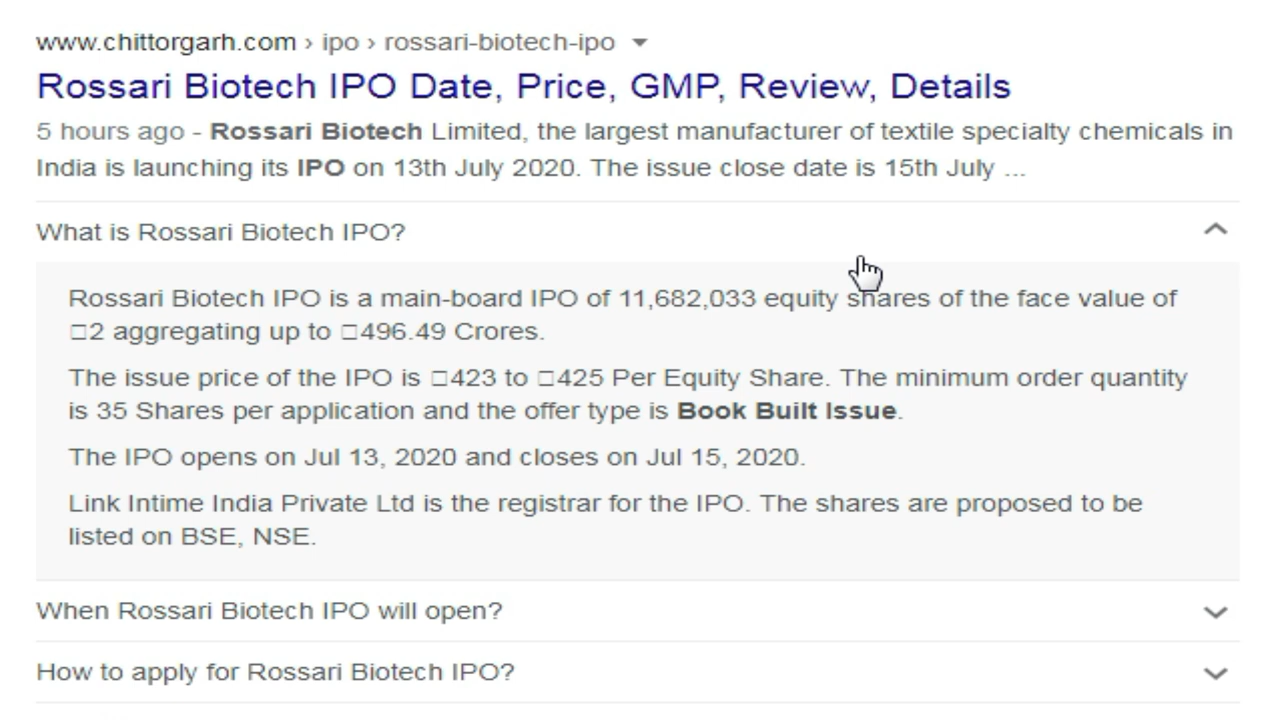 www.chittorgarh.com › ipo › rossari-biotech-ipo
Rossari Biotech IPO Date, Price, GMP, Review, Details
5 hours ago - Rossari Biotech Limited, the largest manufacturer of textile specialty chemicals in
India is launching its IPO on 13th July 2020. The issue close date is 15th July ...
What is Rossari Biotech IPO?
Rossari Biotech IPO is a main-board IPO of 11,682,033 equity shares of the face value of
□2 aggregating up to □496.49 Crores.
The issue price of the IPO is □423 to □425 Per Equity Share. The minimum order quantity
is 35 Shares per application and the offer type is Book Built Issue.
The IPO opens on Jul 13, 2020 and closes on Jul 15, 2020.
Link Intime India Private Ltd is the registrar for the IPO. The shares are proposed to be
listed on BSE, NSE.
When Rossari Biotech IPO will open?
How to apply for Rossari Biotech IPO?